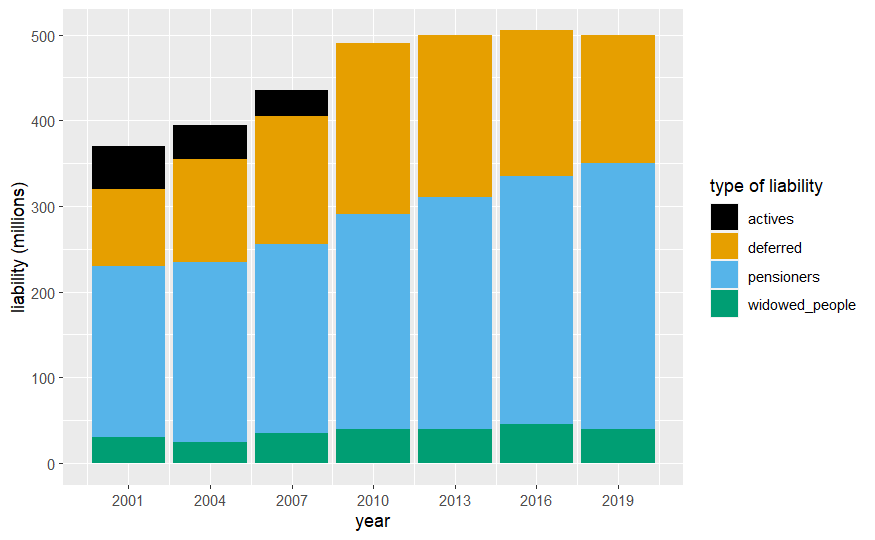 500
400
300
200
100
0
liability (millions)
2001 2004 2007 2010 2013 2016 2019
year
type of liability
actives
deferred
pensioners
widowed_people